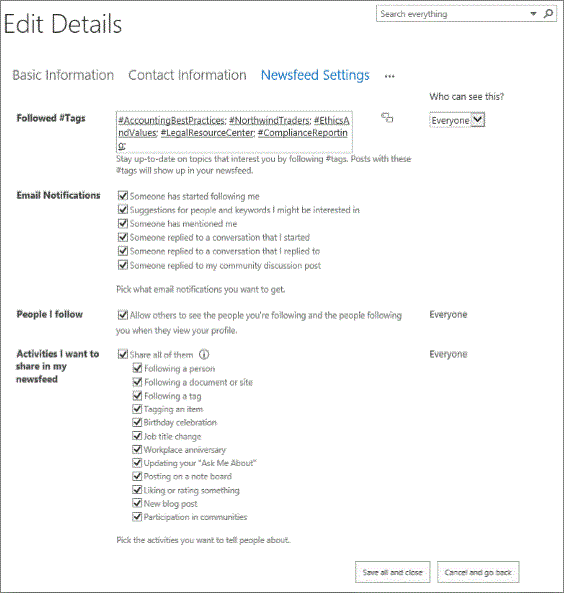 Edit Details
Search everything
Basic Information Contact Information Newsfeed Settings ...
Who can see this?
Followed #Tags
#AccountingBestPractices; #NorthwindTraders; #EthicsA
ndValues; #LegalResourceCenter; #ComplianceReportin
g;
Everyone
Stay up-to-date on topics that interest you by following #tags. Posts with these
#tags will show up in your newsfeed.
Email Notifications
Someone has started following me
Suggestions for people and keywords I might be interested in
Someone has mentioned me
Someone replied to a conversation that I started
Someone replied to a conversation that I replied to
Someone replied to my community discussion post
Pick what email notifications you want to get.
People I follow
Allow others to see the people you're following and the people following
you when they view your profile.
Everyone
Activities I want to
share in my
newsfeed
Share all of them
Everyone
Following a person
Following a document or site
Following a tag
Tagging an item
Birthday celebration
Job title change
Workplace anniversary
Updating your "Ask Me About"
Posting on a note board
Liking or rating something
New blog post
Participation in communities
Pick the activities you want to tell people about.
Save all and close
Cancel and go back